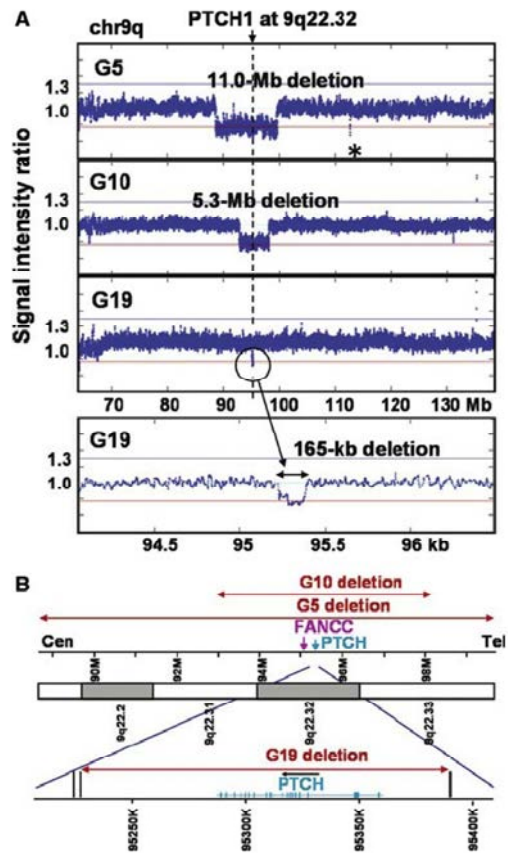 A
PTCH1 at 9q22.32
chr9q
G5
11.0-Mb deletion
1.3
1.0
*
G10
5.3-Mb deletion
1.3
1.0
G19
1.3
1.0
Signal intensity ratio
70 80 90 100 110 120 130 Mb
G19
165-kb deletion
1.3
1.0
94.5 95 95.5 96 kb
B
G10 deletion
G5 deletion
FANCC
Cen PTCH Tel
90M 92M 94M 96M 98M
9q22.2 9q22.31 9q22.32 9q22.33
G19 deletion
PTCH
95250K 95300K 95350K 95400K